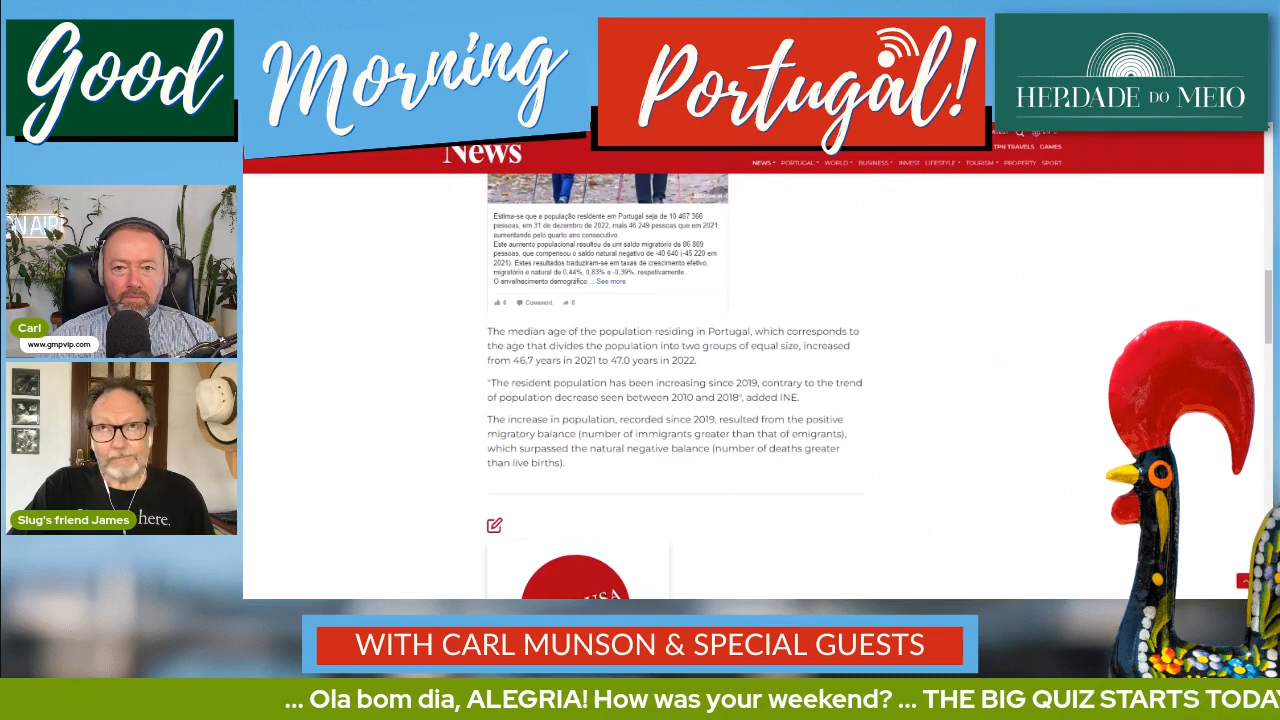 Good
Morning
Portugal!
HERDADE DO MEIO
News
TPN TRAVELS GAMES
NEWS PORTUGAL WORLD BUSINESS INVEST LIFESTYLE TOURISM PROPERTY SPORT
Estima-se que a população residente em Portugal seja de 10 467 366
pessoas, em 31 de dezembro de 2022, mais 46 249 pessoas que em 2021,
aumentando pelo quarto ano consecutivo.
Este aumento populacional resultou de um saldo migratório de 86 889
pessoas, que compensou o saldo natural negativo de -40 640 (-45 220 em
2021). Estes resultados traduziram-se em taxas de crescimento efetivo,
migratório e natural de 0,44%, 0,83% e -0,39%, respetivamente.
O envelhecimento demográfico ... See more
6 Comment 6
The median age of the population residing in Portugal, which corresponds to
the age that divides the population into two groups of equal size, increased
from 46.7 years in 2021 to 47.0 years in 2022.
"The resident population has been increasing since 2019, contrary to the trend
of population decrease seen between 2010 and 2018", added INE.
The increase in population, recorded since 2019, resulted from the positive
migratory balance (number of immigrants greater than that of emigrants),
which surpassed the natural negative balance (number of deaths greater
than live births).
ON AIR
Carl
www.gmpvip.com
here.
Slug's friend James
WITH CARL MUNSON & SPECIAL GUESTS
... Ola bom dia, ALEGRIA! How was your weekend? ... THE BIG QUIZ STARTS TODAY